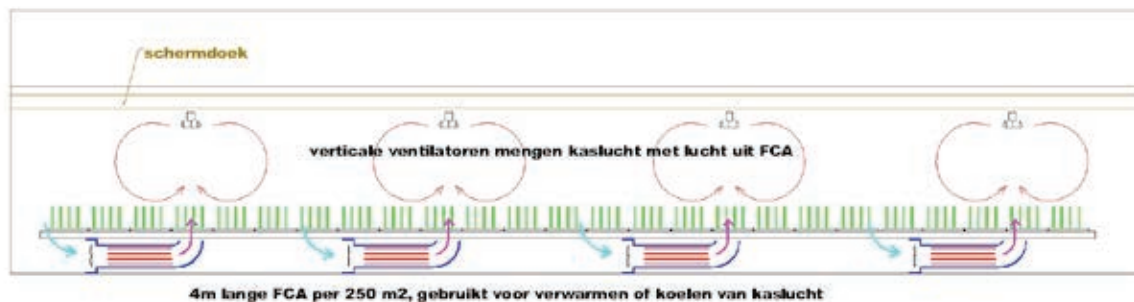 schermdoek
verticale ventilatoren mengen kaslucht met lucht uit FCA
4m lange FCA per 250 m2, gebruikt voor verwarmen of koelen van kaslucht